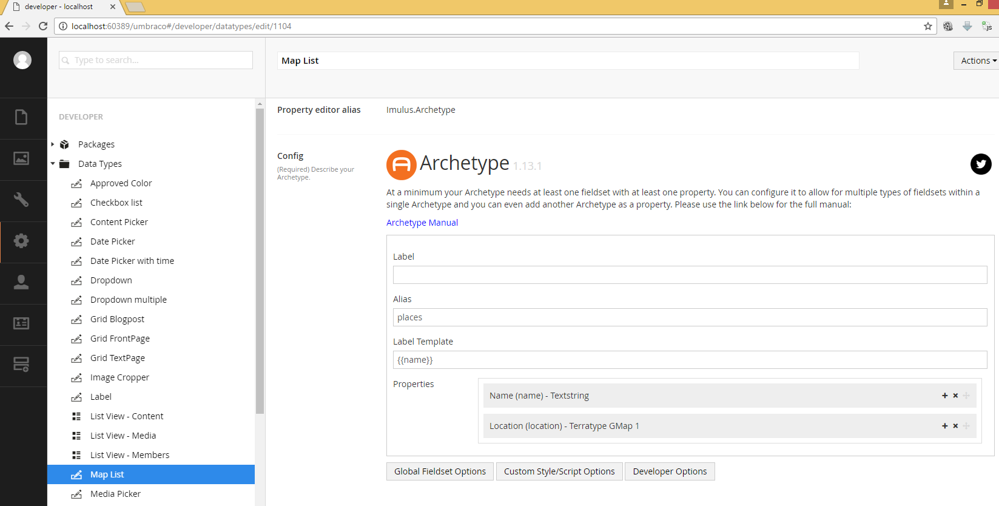 developer - localhost
localhost:60389/umbraco#/developer/datatypes/edit/1104
js
Type to search...
Map List
Actions
DEVELOPER
Packages
Data Types
Approved Color
Checkbox list
Content Picker
Date Picker
Date Picker with time
Dropdown
Dropdown multiple
Grid Blogpost
Grid FrontPage
Grid TextPage
Image Cropper
Label
List View - Content
List View - Media
List View - Members
Map List
Media Picker
Property editor alias
Imulus.Archetype
Config
(Required) Describe your
Archetype.
Archetype 1.13.1
At a minimum your Archetype needs at least one fieldset with at least one property. You can configure it to allow for multiple types of fieldsets within a
single Archetype and you can even add another Archetype as a property. Please use the link below for the full manual:
Archetype Manual
Label
Alias
places
Label Template
{{name}}
Properties
Name (name) - Textstring
Location (location) - Terratype GMap 1
Global Fieldset Options
Custom Style/Script Options
Developer Options